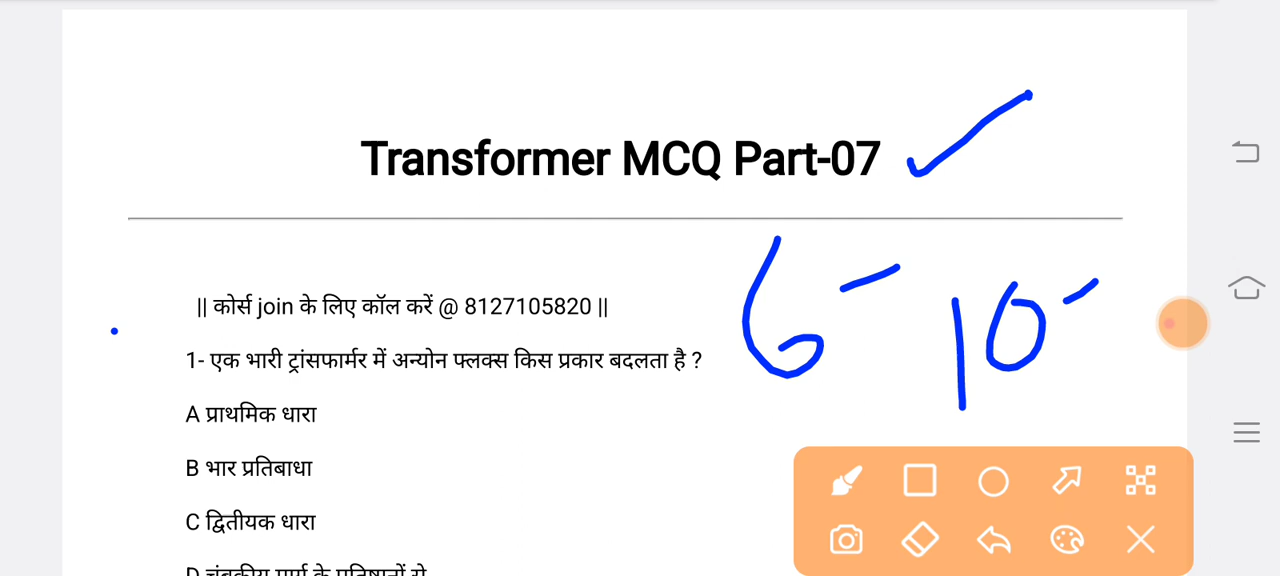 Transformer MCQ Part-07
6 - 10 -
|| कोर्स join के लिए कॉल करें @ 8127105820 ||
1- एक भारी ट्रांसफार्मर में अन्योन फ्लक्स किस प्रकार बदलता है ?
A प्राथमिक धारा
B भार प्रतिबाधा
C द्वितीयक धारा
D चुंबकीय मार्ग के